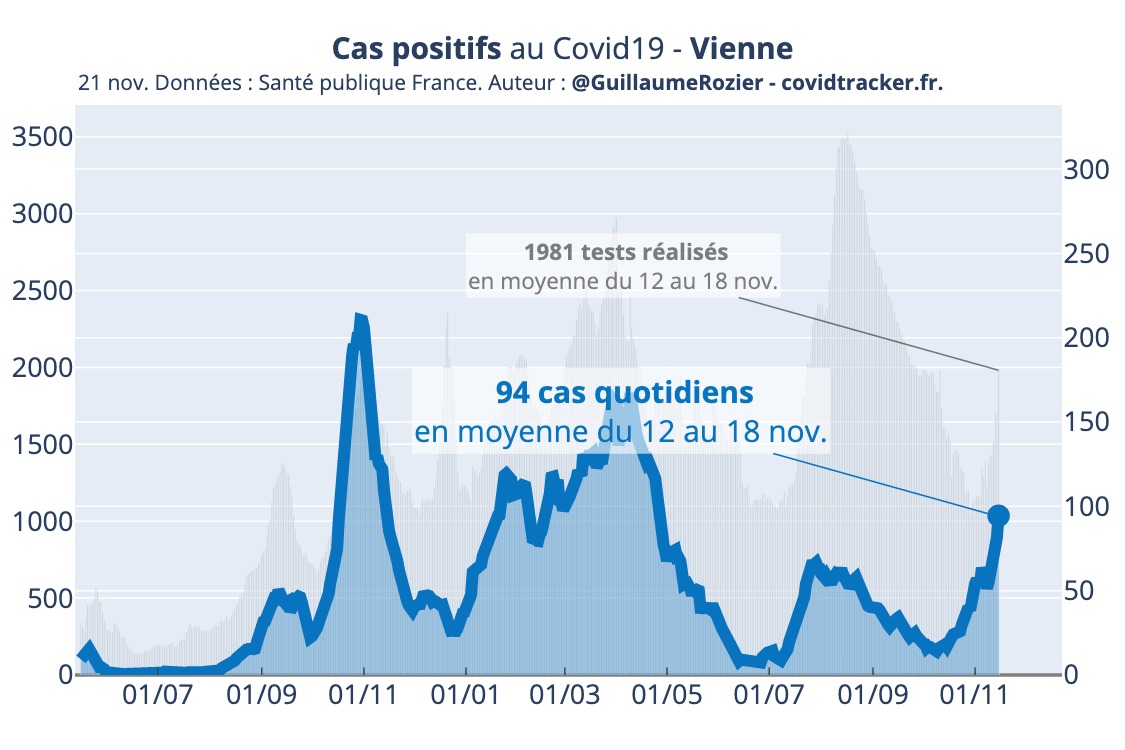 Cas positifs au Covid19 - Vienne
21 nov. Données : Santé publique France. Auteur : @GuillaumeRozier - covidtracker.fr.
3500
3000
2500
2000
1500
1000
500
0
300
250
200
150
100
50
0
1981 tests réalisés
en moyenne du 12 au 18 nov.
94 cas quotidiens
en moyenne du 12 au 18 nov.
01/07 01/09 01/11 01/01 01/03 01/05 01/07 01/09 01/11